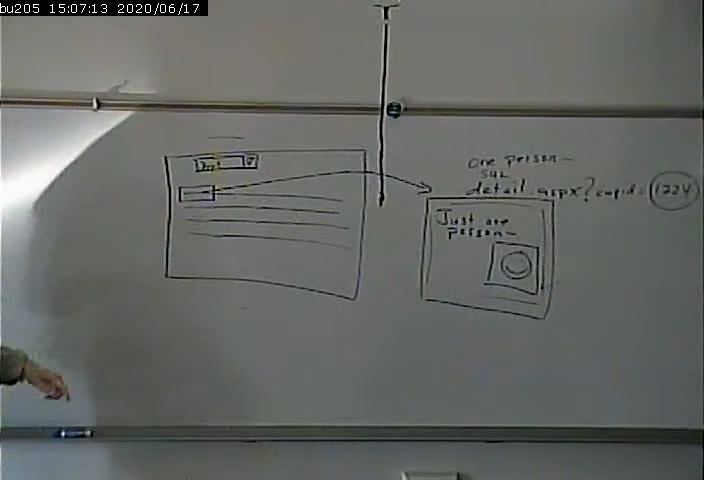 bu205 15:07:13 2020/06/17
one person-
SQL
detail.aspx?empid=1224
Just one
person-